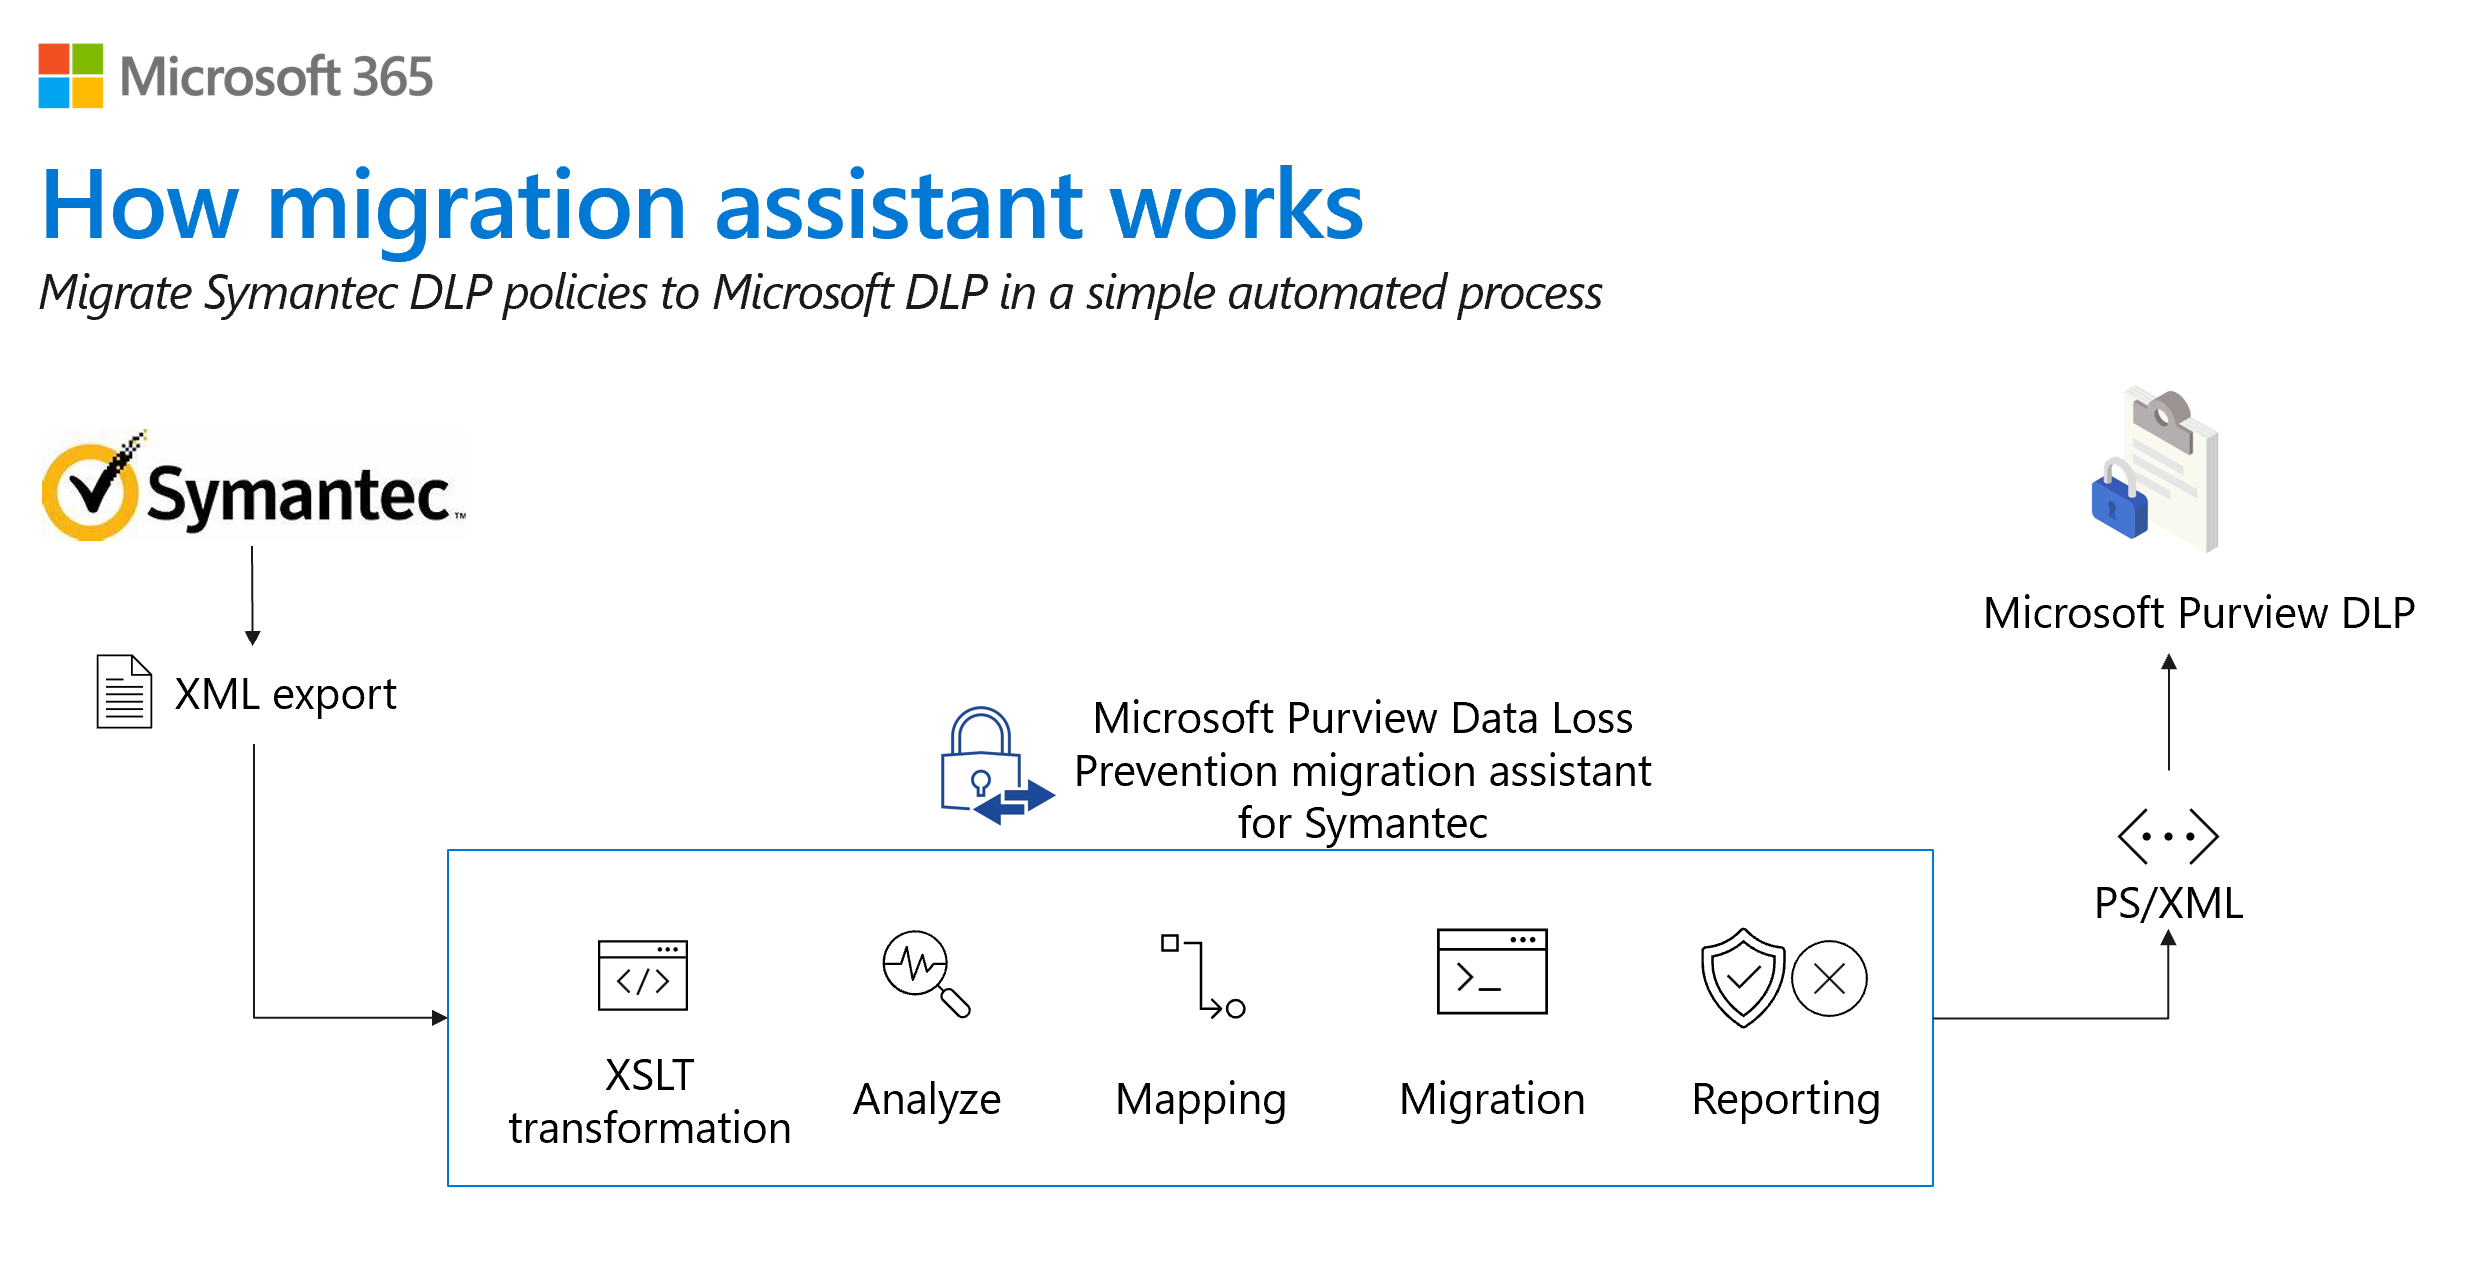 Microsoft 365
How migration assistant works
Migrate Symantec DLP policies to Microsoft DLP in a simple automated process
Symantec™
XML export
Microsoft Purview Data Loss
Prevention migration assistant
for Symantec
</>
XSLT
transformation
Analyze
Mapping
>_
Migration
Reporting
PS/XML
Microsoft Purview DLP